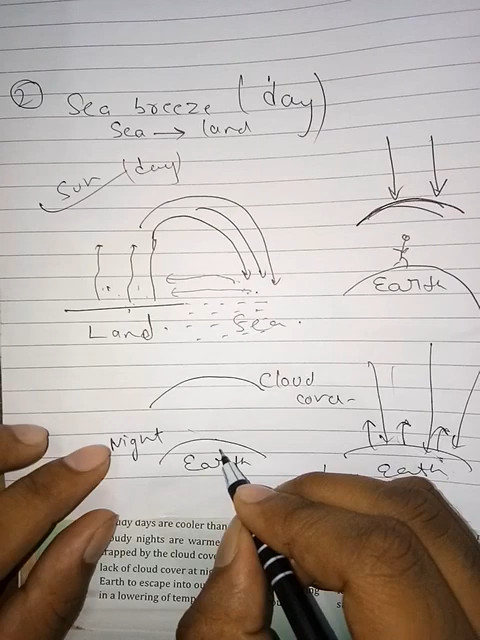 2 Sea breeze (day)
Sea → land
Sun (day)
Earth
Land. Sea.
Cloud
cover-
Night
Earth
Earth
udy days are cooler than
oudy nights are warme
rapped by the cloud cove
lack of cloud cover at nig
Earth to escape into ou
in a lowering of temp